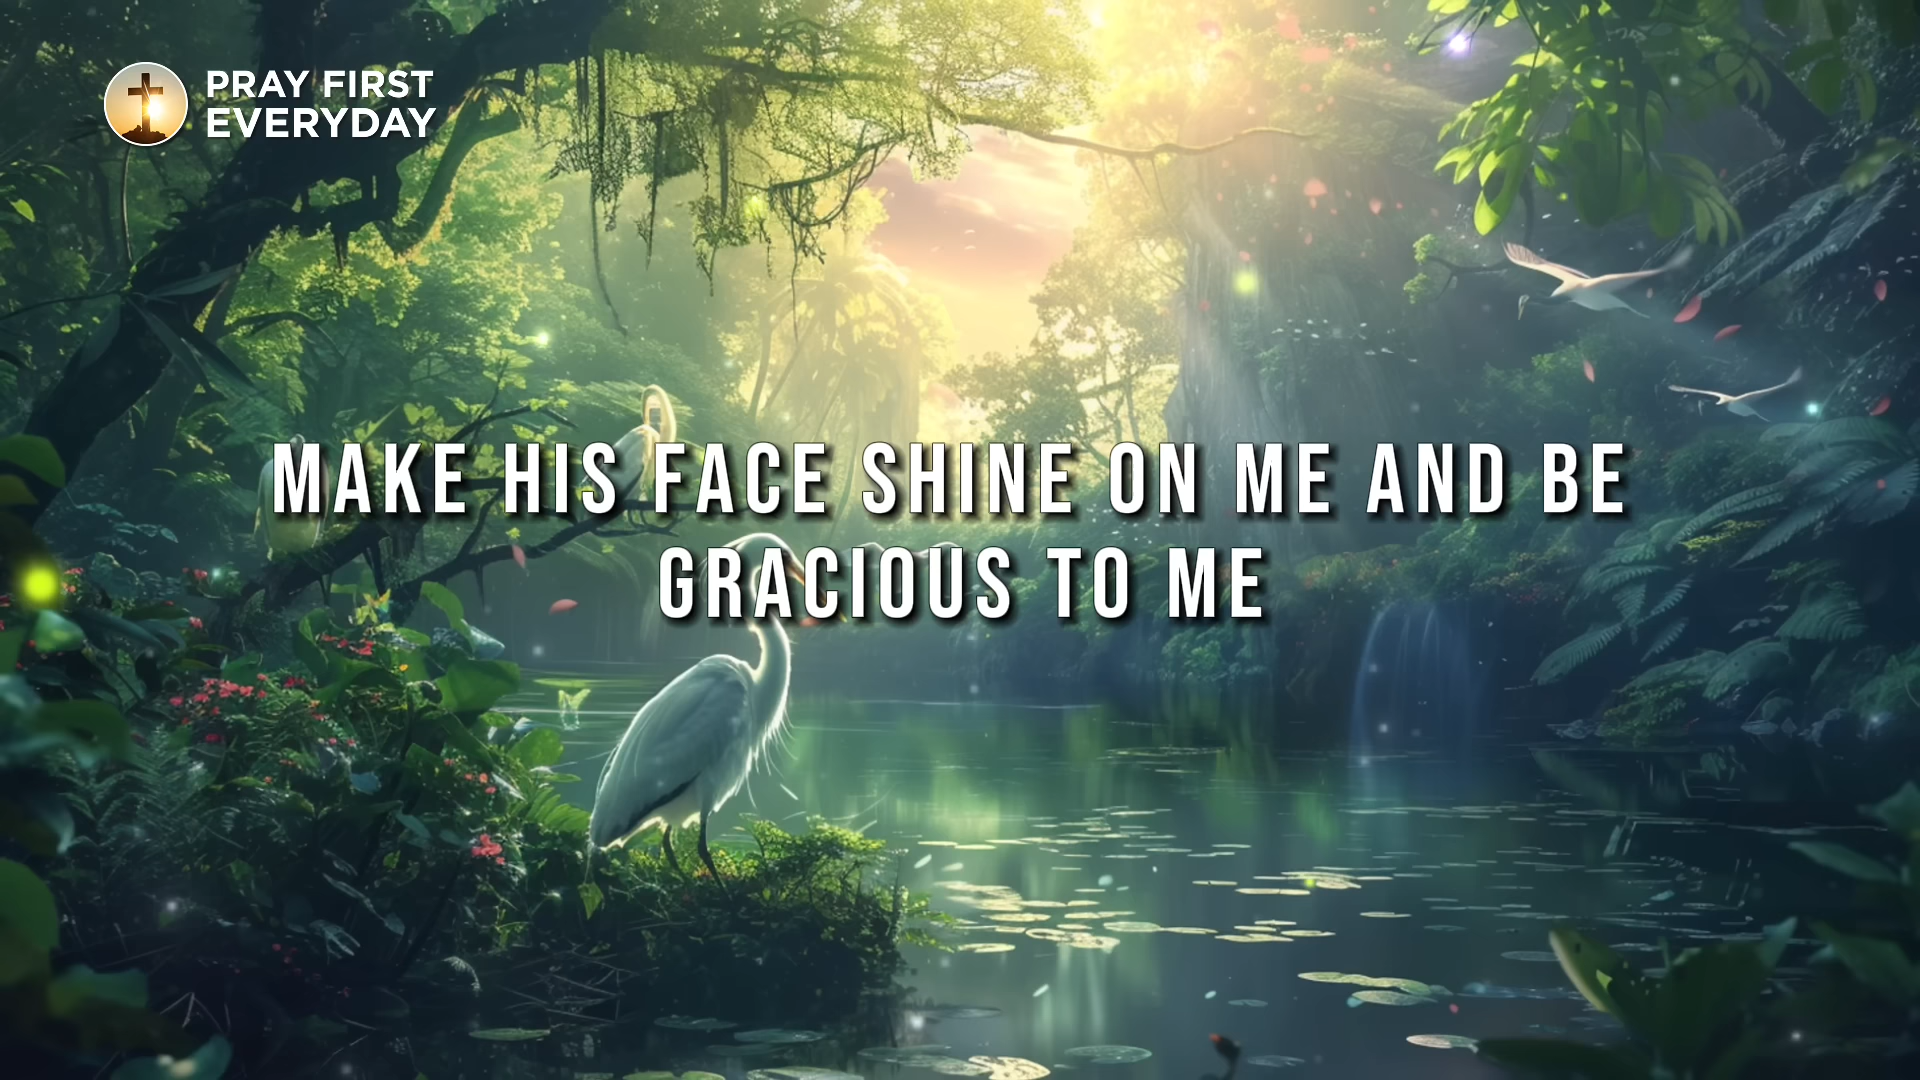 PRAY FIRST
EVERYDAY
MAKE HIS FACE SHINE ON ME AND BE
GRACIOUS TO ME